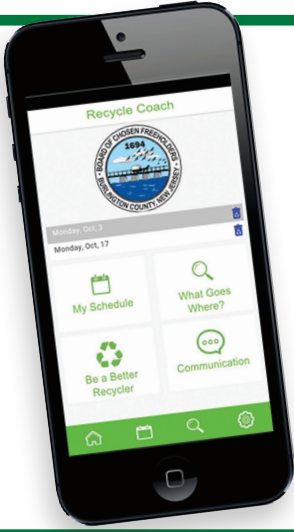 Recycle Coach
BOARD OF CHOSEN FREEHOLDERS
1694
BURLINGTON COUNTY, NEW JERSEY
Monday, Oct, 3
Monday, Oct, 17
My Schedule
What Goes
Where?
Be a Better
Recycler
Communication